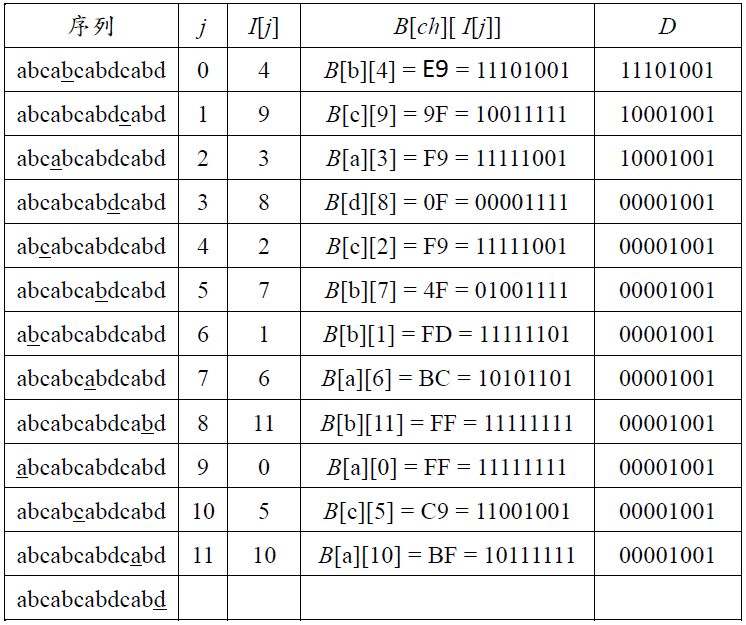 序列 j I[j] B[ch][ I[j]] D
abcabcabdcabd 0 4 B[b][4] = E9 = 11101001 11101001
abcabcabdcabd 1 9 B[c][9] = 9F = 10011111 10001001
abcabcabdcabd 2 3 B[a][3] = F9 = 11111001 10001001
abcabcabdcabd 3 8 B[d][8] = 0F = 00001111 00001001
abcabcabdcabd 4 2 B[c][2] = F9 = 11111001 00001001
abcabcabdcabd 5 7 B[b][7] = 4F = 01001111 00001001
abcabcabdcabd 6 1 B[b][1] = FD = 11111101 00001001
abcabcabdcabd 7 6 B[a][6] = BC = 10101101 00001001
abcabcabdcabd 8 11 B[b][11] = FF = 11111111 00001001
abcabcabdcabd 9 0 B[a][0] = FF = 11111111 00001001
abcabcabdcabd 10 5 B[c][5] = C9 = 11001001 00001001
abcabcabdcabd 11 10 B[a][10] = BF = 10111111 00001001
abcabcabdcabd